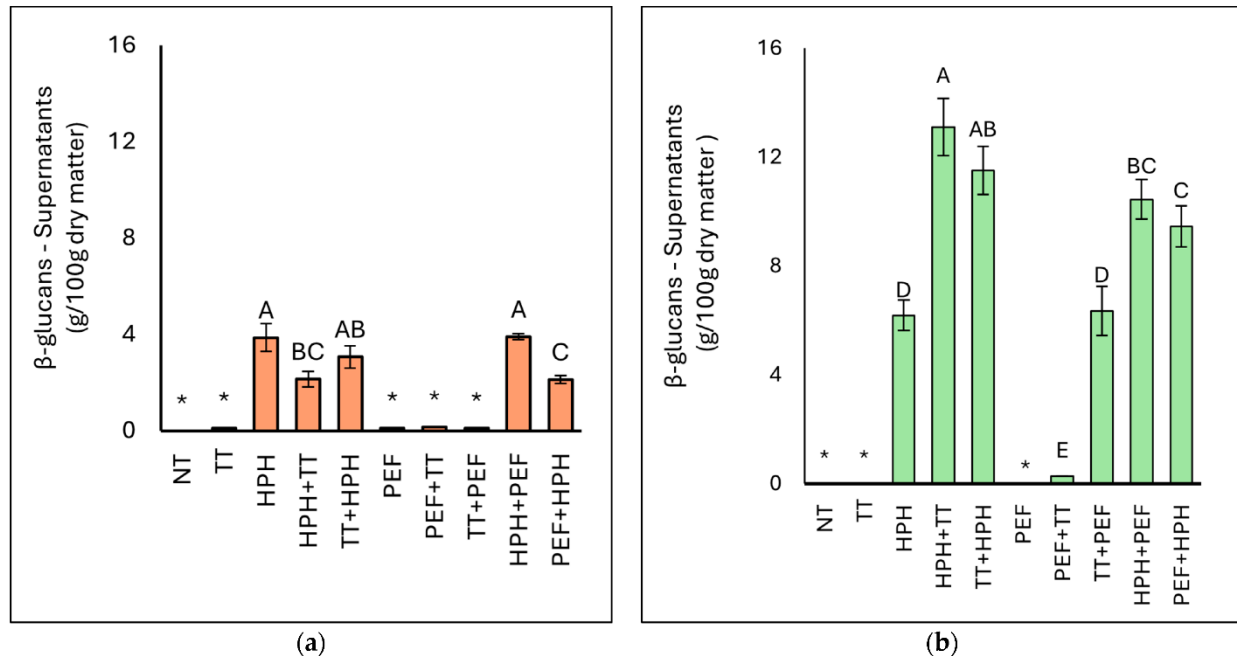 β-glucans - Supernatants
(g/100g dry matter)
16
12
8
4
0
*
*
A
BC
AB
*
*
*
A
C
NT
TT
HPH
HPH+TT
TT+HPH
PEF
PEF+TT
TT+PEF
HPH+PEF
PEF+HPH
(a)
β-glucans - Supernatants
(g/100g dry matter )
16
12
8
4
0
*
*
D
A
AB
*
E
D
BC
C
NT
TT
HPH
HPH+TT
TT+HPH
PEF
PEF+TT
TT+PEF
HPH+PEF
PEF+HPH
(b)